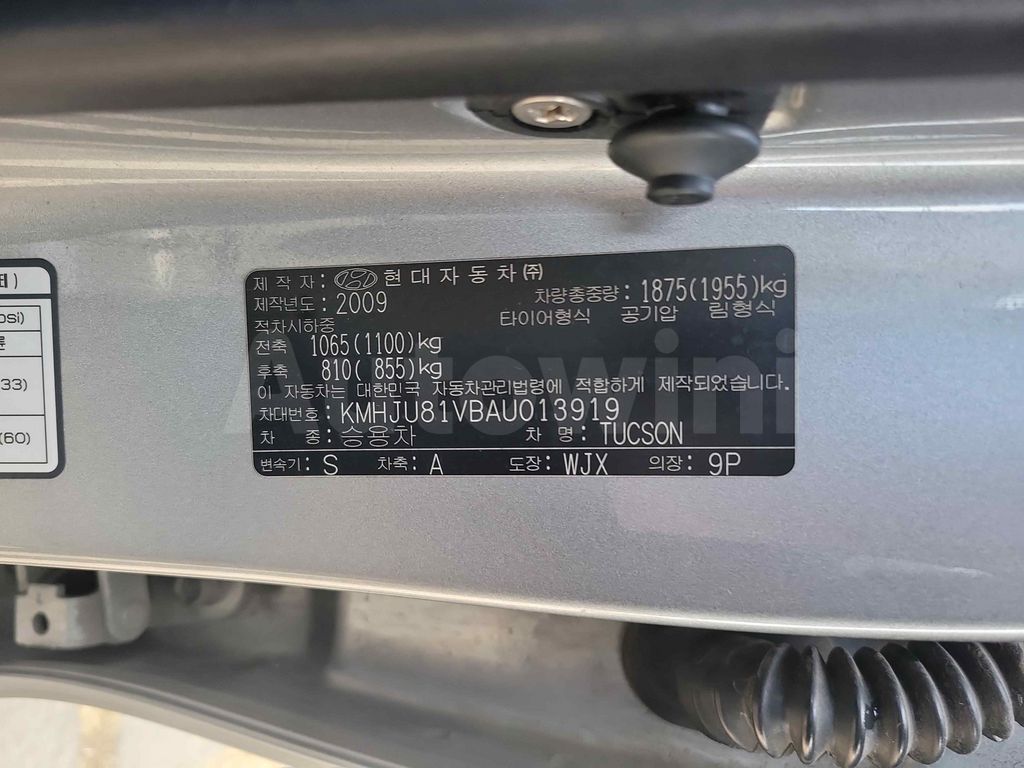 제 작 자 : 현대자동차㈜
제작년도 : 2009 차량총중량 : 1875(1955)kg
적차시하중 타이어형식 공기압 림형식
전축 1065(1100)kg
후축 810( 855)kg
이 자동차는 대한민국 자동차관리법령에 적합하게 제작되었습니다.
차대번호 : KMHJU81VBAU013919
차 종 : 승용차 차 명 : TUCSON
변속기 : S 차축 : A 도장 : WJX 의장 : 9P
Autowini
33)
(60)